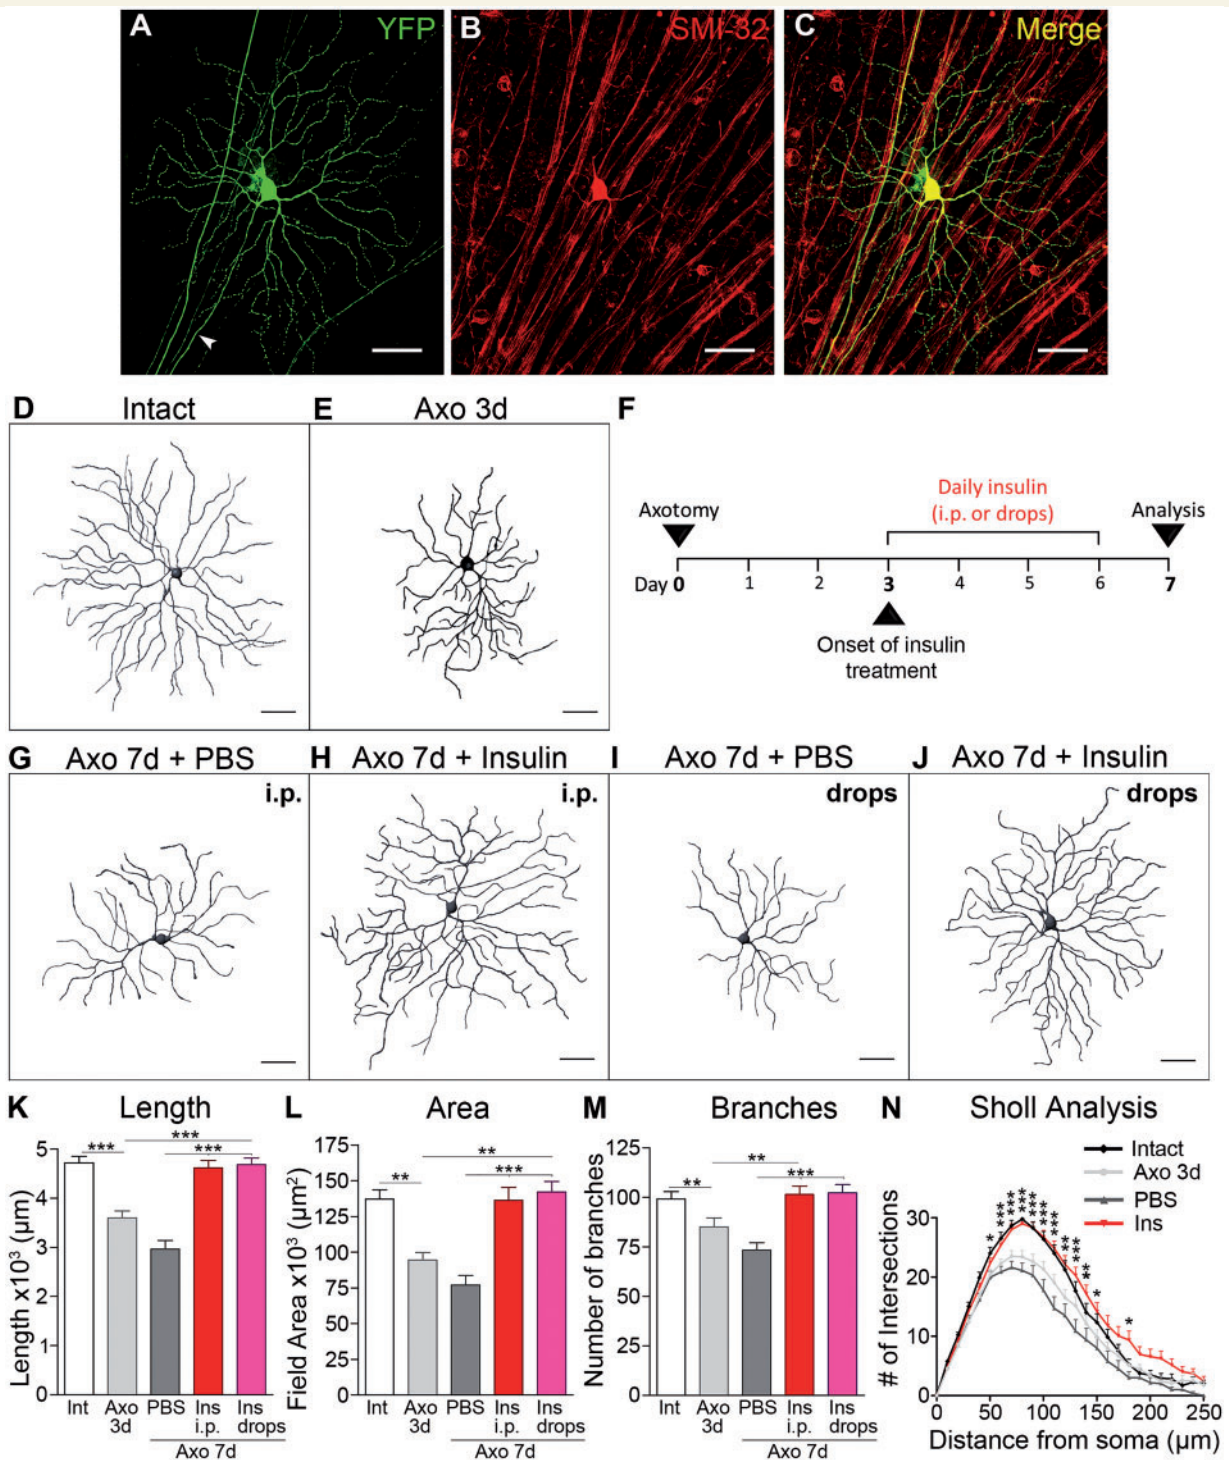 A YFP
B SMI-32
C Merge
D Intact
E Axo 3d
F
Daily insulin
(i.p. or drops)
Axotomy
Analysis
Day 0 1 2 3 4 5 6 7
Onset of insulin
treatment
G Axo 7d + PBS
i.p.
H Axo 7d + Insulin
i.p.
I Axo 7d + PBS
drops
J Axo 7d + Insulin
drops
K Length
Length x10³ (µm)
5
4
3
2
1
0
***
***
***
Int Axo 3d PBS Ins i.p. Ins drops
Axo 7d
L Area
Field Area x10³ (µm²)
175
150
125
100
75
50
25
0
**
**
***
Int Axo 3d PBS Ins i.p. Ins drops
Axo 7d
M Branches
Number of branches
125
100
75
50
25
0
**
**
***
Int Axo 3d PBS Ins i.p. Ins drops
Axo 7d
N Sholl Analysis
Intact
Axo 3d
PBS
Ins
# of Intersections
30
20
10
0
0 50 100 150 200 250
Distance from soma (µm)